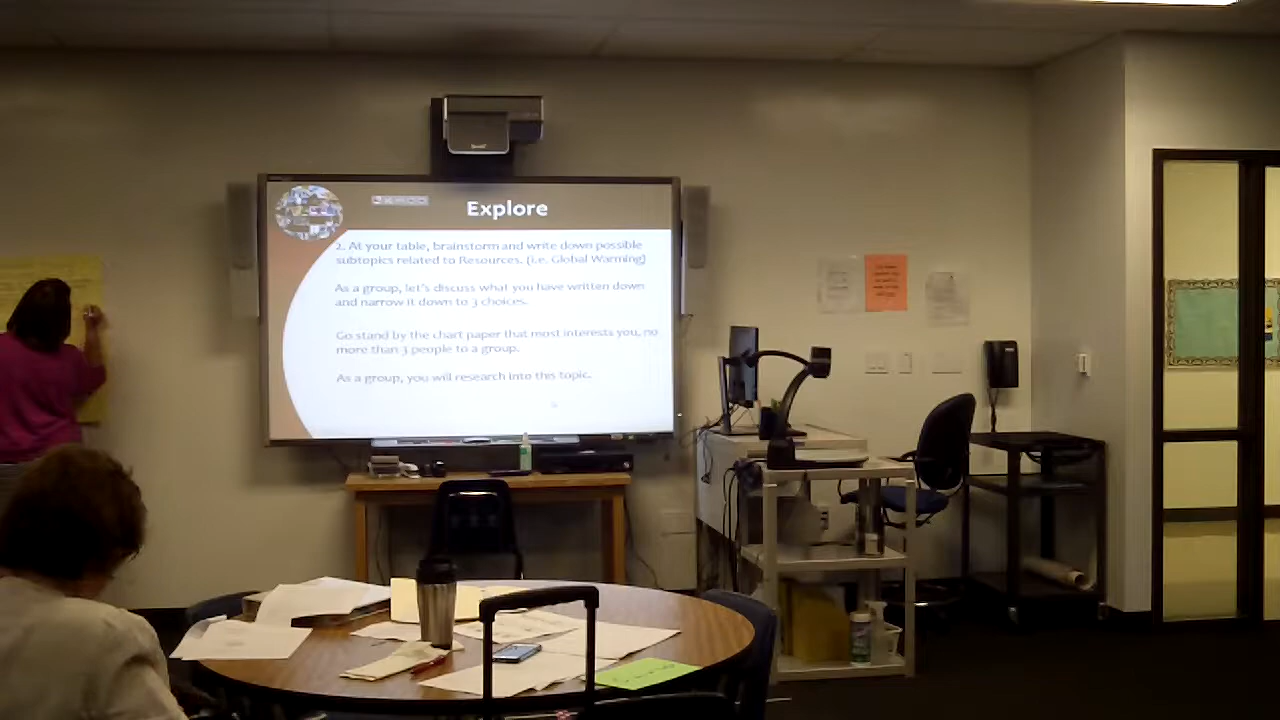 Explore
2. At your table, brainstorm and write down possible
subtopics related to Resources. (i.e. Global Warming)
As a group, let's discuss what you have written down
and narrow it down to 3 choices.
Go stand by the chart paper that most interests you, no
more than 3 people to a group.
As a group, you will research into this topic.